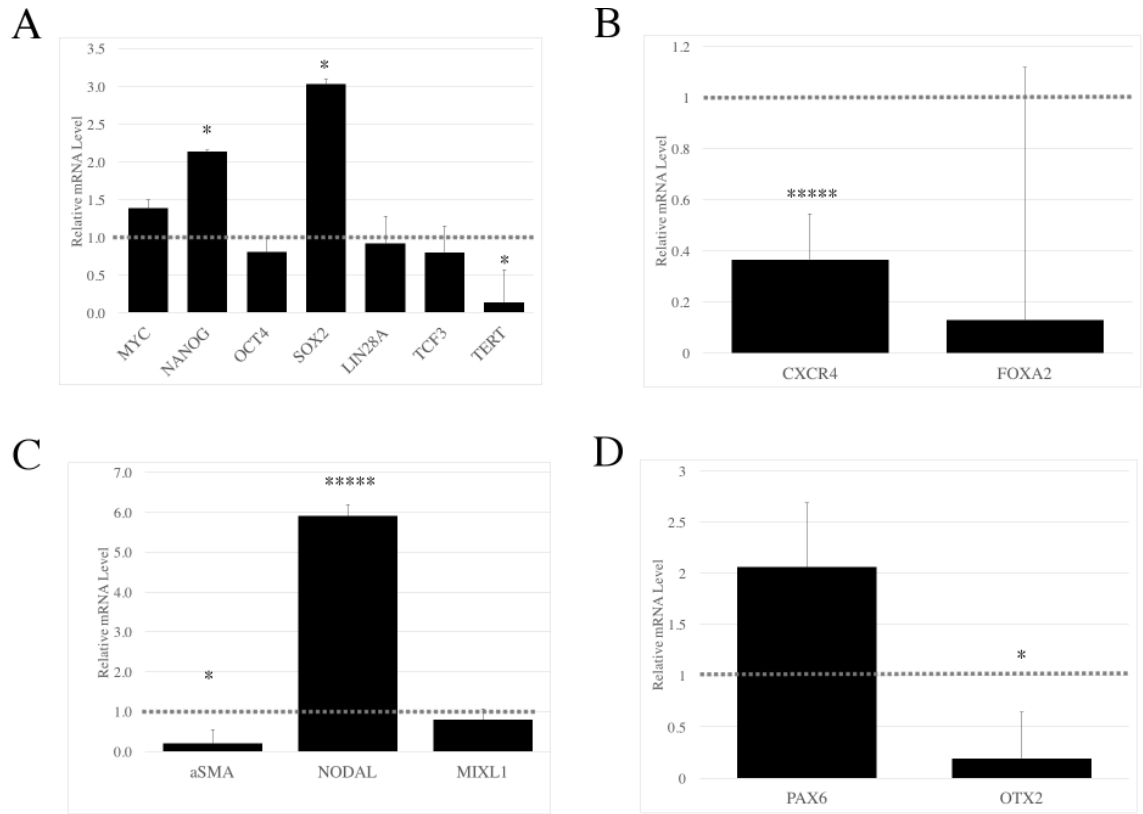 A
Relative mRNA Level
3.5
3.0
2.5
2.0
1.5
1.0
0.5
0.0
*
*
*
MYC
NANOG
OCT4
SOX2
LIN28A
TCF3
TERT
B
Relative mRNA Level
1.2
1
0.8
0.6
0.4
0.2
0
*****
CXCR4
FOXA2
C
Relative mRNA Level
7.0
6.0
5.0
4.0
3.0
2.0
1.0
0.0
*
*****
aSMA
NODAL
MIXL1
D
Relative mRNA Level
3
2.5
2
1.5
1
0.5
0
*
PAX6
OTX2